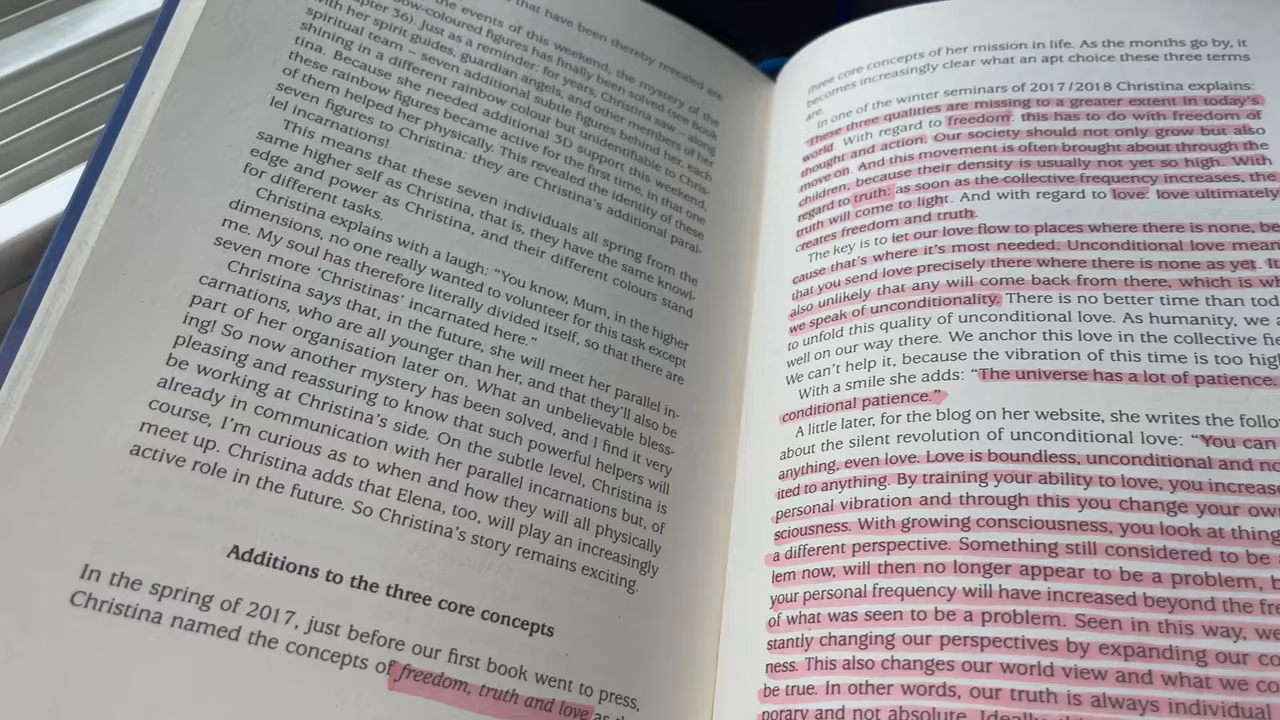 that have been thereby revealed are
the events of this weekend, the mystery of the
ow-coloured figures has finally been solved (see Book
apter 36). Just as a reminder: for years, Christina saw – along
with her spirit guides, guardian angels, and other members of her
spiritual team – seven additional subtle figures behind her, each
shining in a different rainbow colour but unidentifiable to Chris-
tina. Because she needed additional 3D support this weekend,
these rainbow figures became active for the first time, in that one
of them helped her physically. This revealed the identity of these
seven figures to Christina: they are Christina’s additional paral-
lel incarnations!
This means that these seven individuals all spring from the
same higher self as Christina, that is, they have the same knowl-
edge and power as Christina, and their different colours stand
for different tasks.
Christina explains with a laugh: “You know, Mum, in the higher
dimensions, no one really wanted to volunteer for this task except
me. My soul has therefore literally divided itself, so that there are
seven more ‘Christinas’ incarnated here.”
Christina says that, in the future, she will meet her parallel in-
carnations, who are all younger than her, and that they’ll also be
part of her organisation later on. What an unbelievable bless-
ing! So now another mystery has been solved, and I find it very
pleasing and reassuring to know that such powerful helpers will
be working at Christina’s side. On the subtle level, Christina is
already in communication with her parallel incarnations but, of
course, I’m curious as to when and how they will all physically
meet up. Christina adds that Elena, too, will play an increasingly
active role in the future. So Christina’s story remains exciting.
Additions to the three core concepts
In the spring of 2017, just before our first book went to press,
Christina named the concepts of freedom, truth and love as
three core concepts of her mission in life. As the months go by, it
becomes increasingly clear what an apt choice these three terms
are.
In one of the winter seminars of 2017/2018 Christina explains:
“These three qualities are missing to a greater extent in today’s
world. With regard to freedom: this has to do with freedom of
thought and action. Our society should not only grow but also
move on. And this movement is often brought about through the
children, because their density is usually not yet so high. With
regard to truth: as soon as the collective frequency increases, the
truth will come to light. And with regard to love: love ultimately
creates freedom and truth.
The key is to let our love flow to places where there is none, be
cause that’s where it’s most needed. Unconditional love mean
that you send love precisely there where there is none as yet. It
also unlikely that any will come back from there, which is wh
we speak of unconditionality. There is no better time than tod
to unfold this quality of unconditional love. As humanity, we a
well on our way there. We anchor this love in the collective fie
We can’t help it, because the vibration of this time is too hig
With a smile she adds: “The universe has a lot of patience.
conditional patience.”
A little later, for the blog on her website, she writes the follo
about the silent revolution of unconditional love: “You can
anything, even love. Love is boundless, unconditional and no
ited to anything. By training your ability to love, you increas
personal vibration and through this you change your own
sciousness. With growing consciousness, you look at thing
a different perspective. Something still considered to be
lem now, will then no longer appear to be a problem, b
your personal frequency will have increased beyond the fre
of what was seen to be a problem. Seen in this way, we
stantly changing our perspectives by expanding our co
ness. This also changes our world view and what we co
be true. In other words, our truth is always individual
porary and not absolute. Ideally